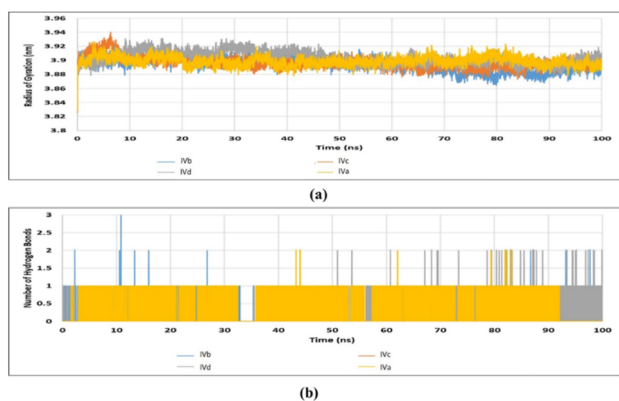 (a)
Radius of Gyration (nm)
3.96
3.94
3.92
3.9
3.88
3.86
3.84
3.82
3.8
0 10 20 30 40 50 60 70 80 90 100
Time (ns)
IVb IVc
IVd IVa
(a)
b)
Number of Hydrogen Bonds
3
2.5
2
1.5
1
0.5
0
0 10 20 30 40 50 60 70 80 90 100
Time (ns)
IVb IVc
IVd IVa
(b)